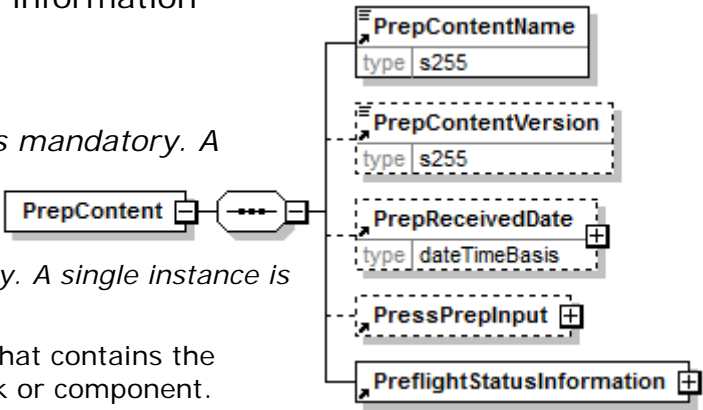 information
s mandatory. A
y. A single instance is
hat contains the
k or component.
PrepContent
PrepContentName
type s255
PrepContentVersion
type s255
PrepReceivedDate
type dateTimeBasis
PressPrepInput
PreflightStatusInformation